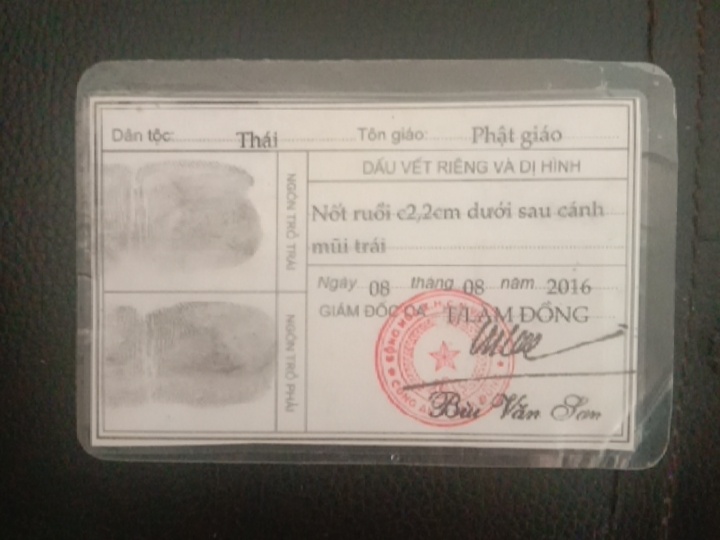 Dân tộc: Thái Tôn giáo: Phật giáo
DẤU VẾT RIÊNG VÀ DỊ HÌNH
NGÓN TRỎ TRÁI
Nốt ruồi c2,2cm dưới sau cánh
mũi trái
Ngày 08 tháng 08 năm 2016
GIÁM ĐỐC CA T/LÂM ĐỒNG
NGÓN TRỎ PHẢI
Bùi Văn Sơn